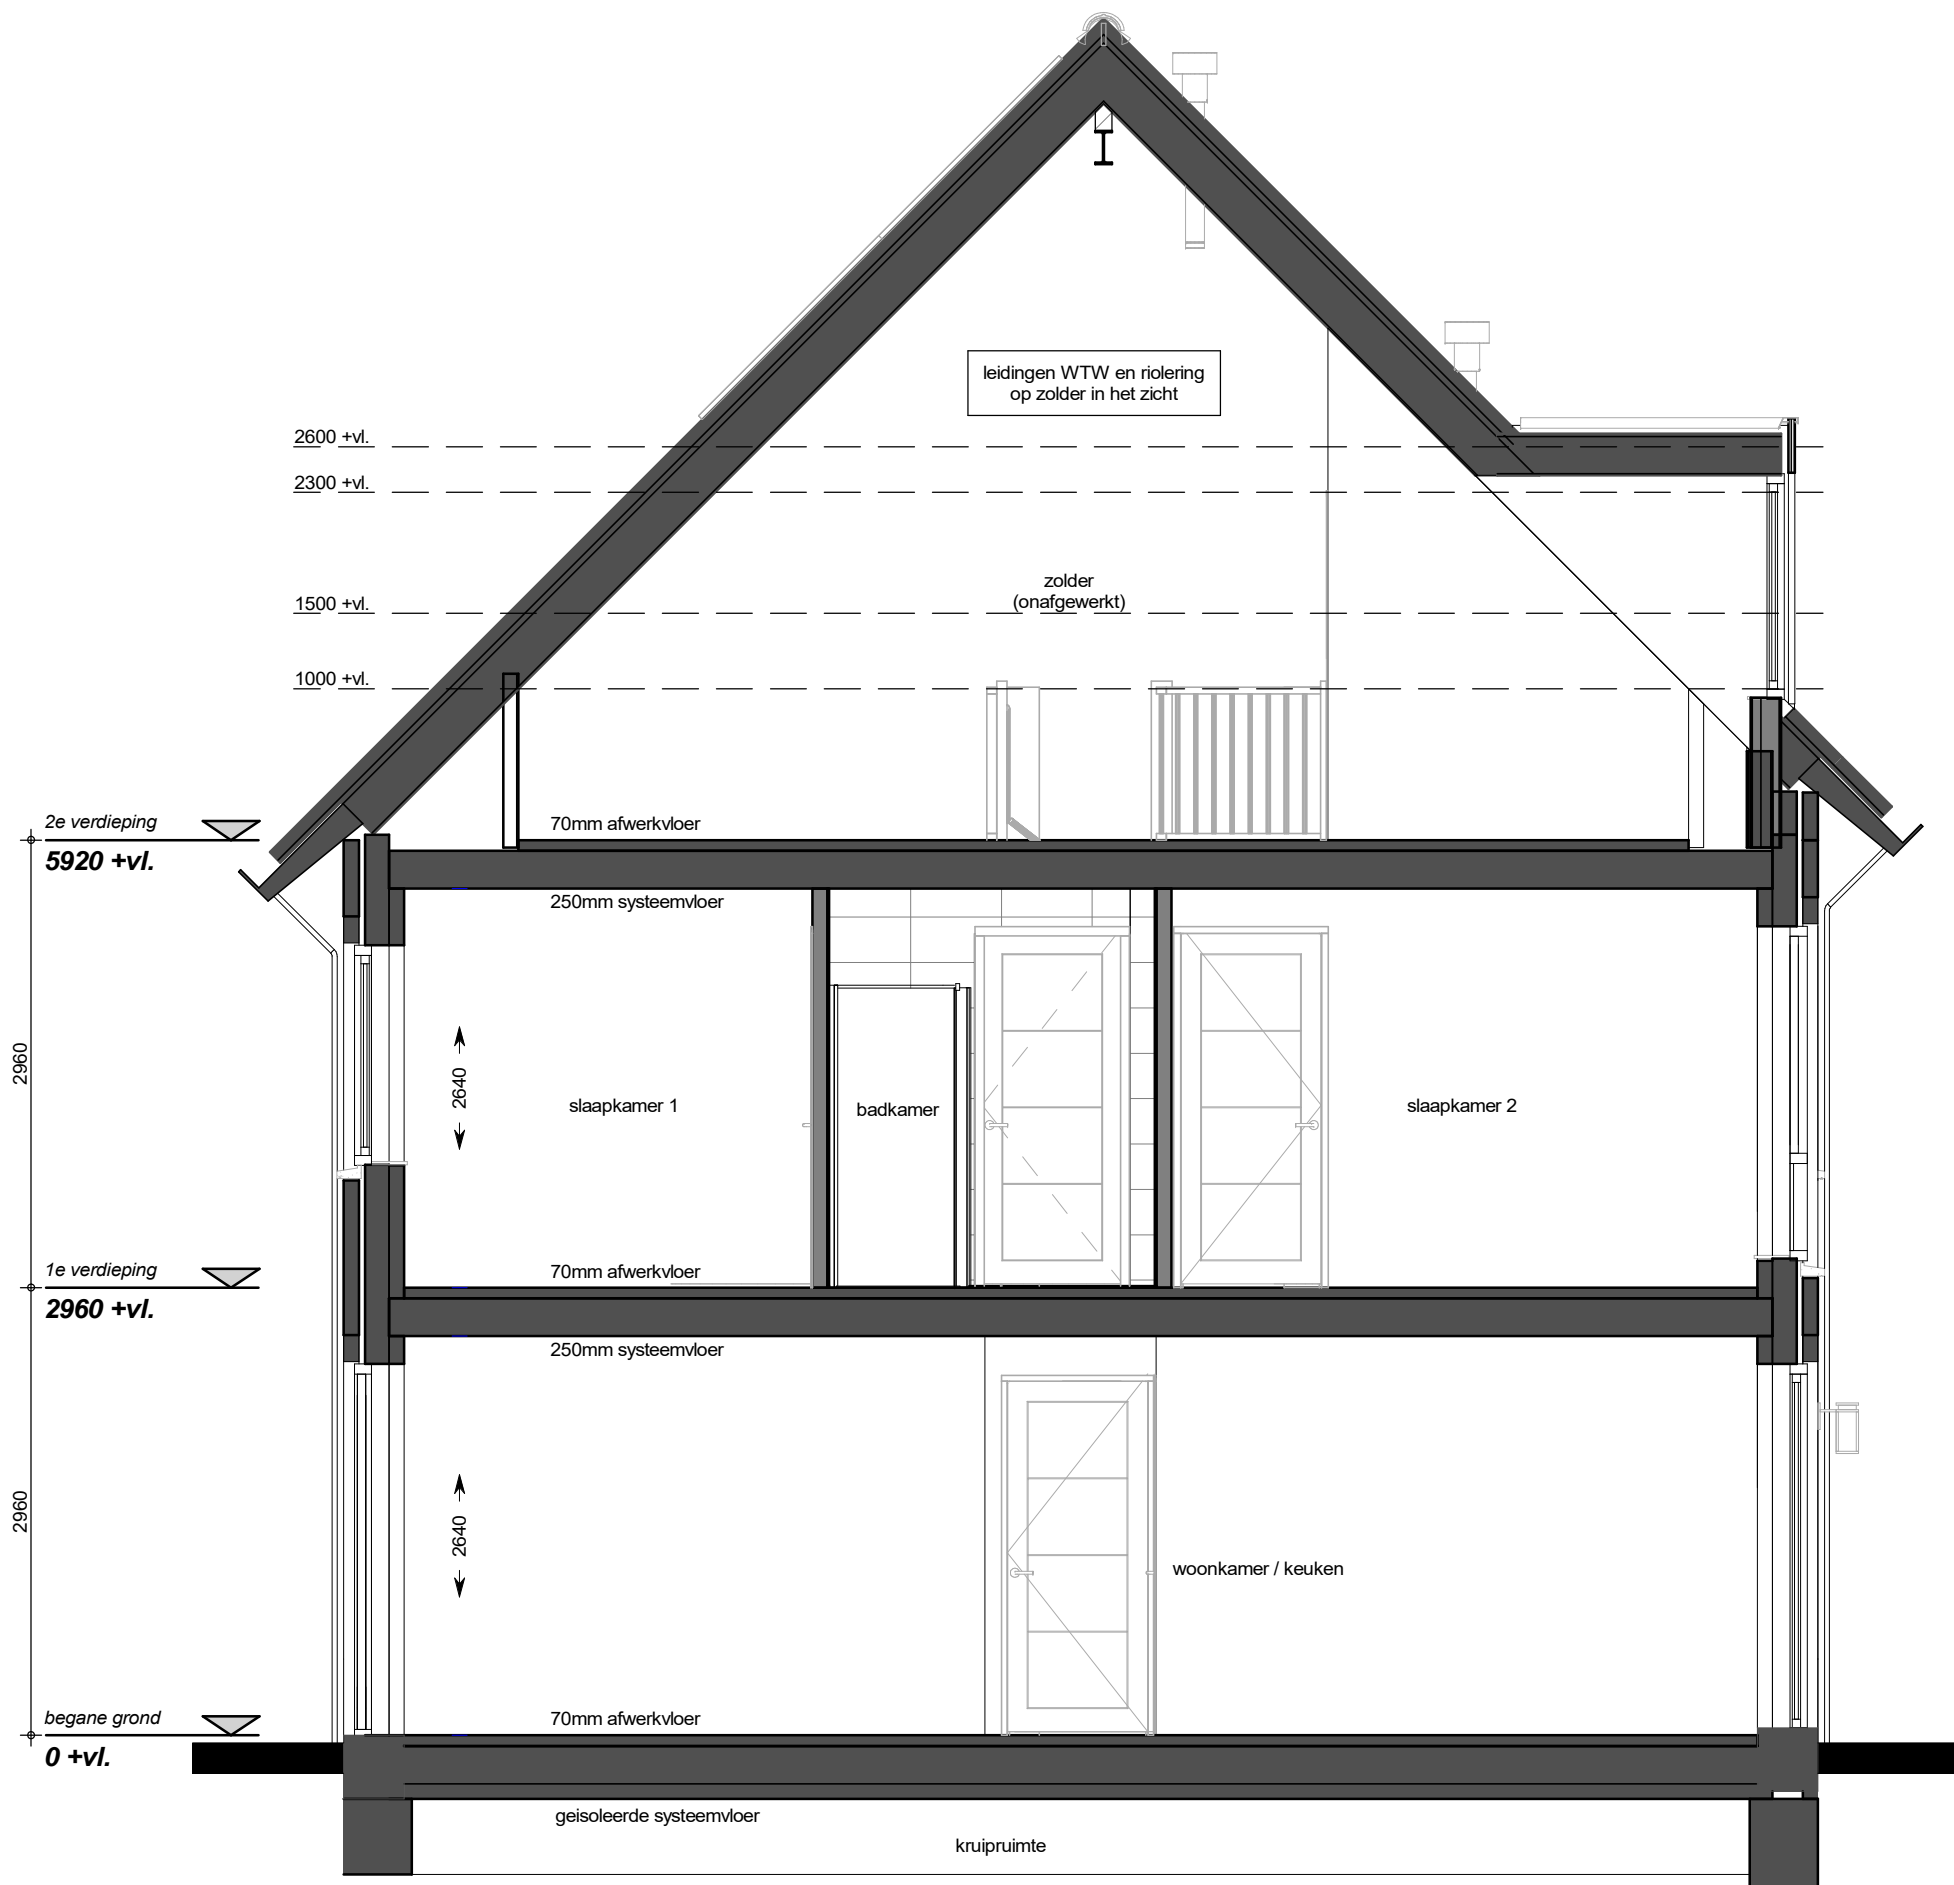 leidingen WTW en riolering
op zolder in het zicht
2600 +vl.
2300 +vl.
zolder
(onafgewerkt)
1500 +vl.
1000 +vl.
2e verdieping
5920 +vl.
70mm afwerkvloer
250mm systeemvloer
2960
2640
slaapkamer 1
badkamer
slaapkamer 2
1e verdieping
2960 +vl.
70mm afwerkvloer
250mm systeemvloer
2960
2640
woonkamer / keuken
begane grond
0 +vl.
70mm afwerkvloer
geisoleerde systeemvloer
kruipruimte